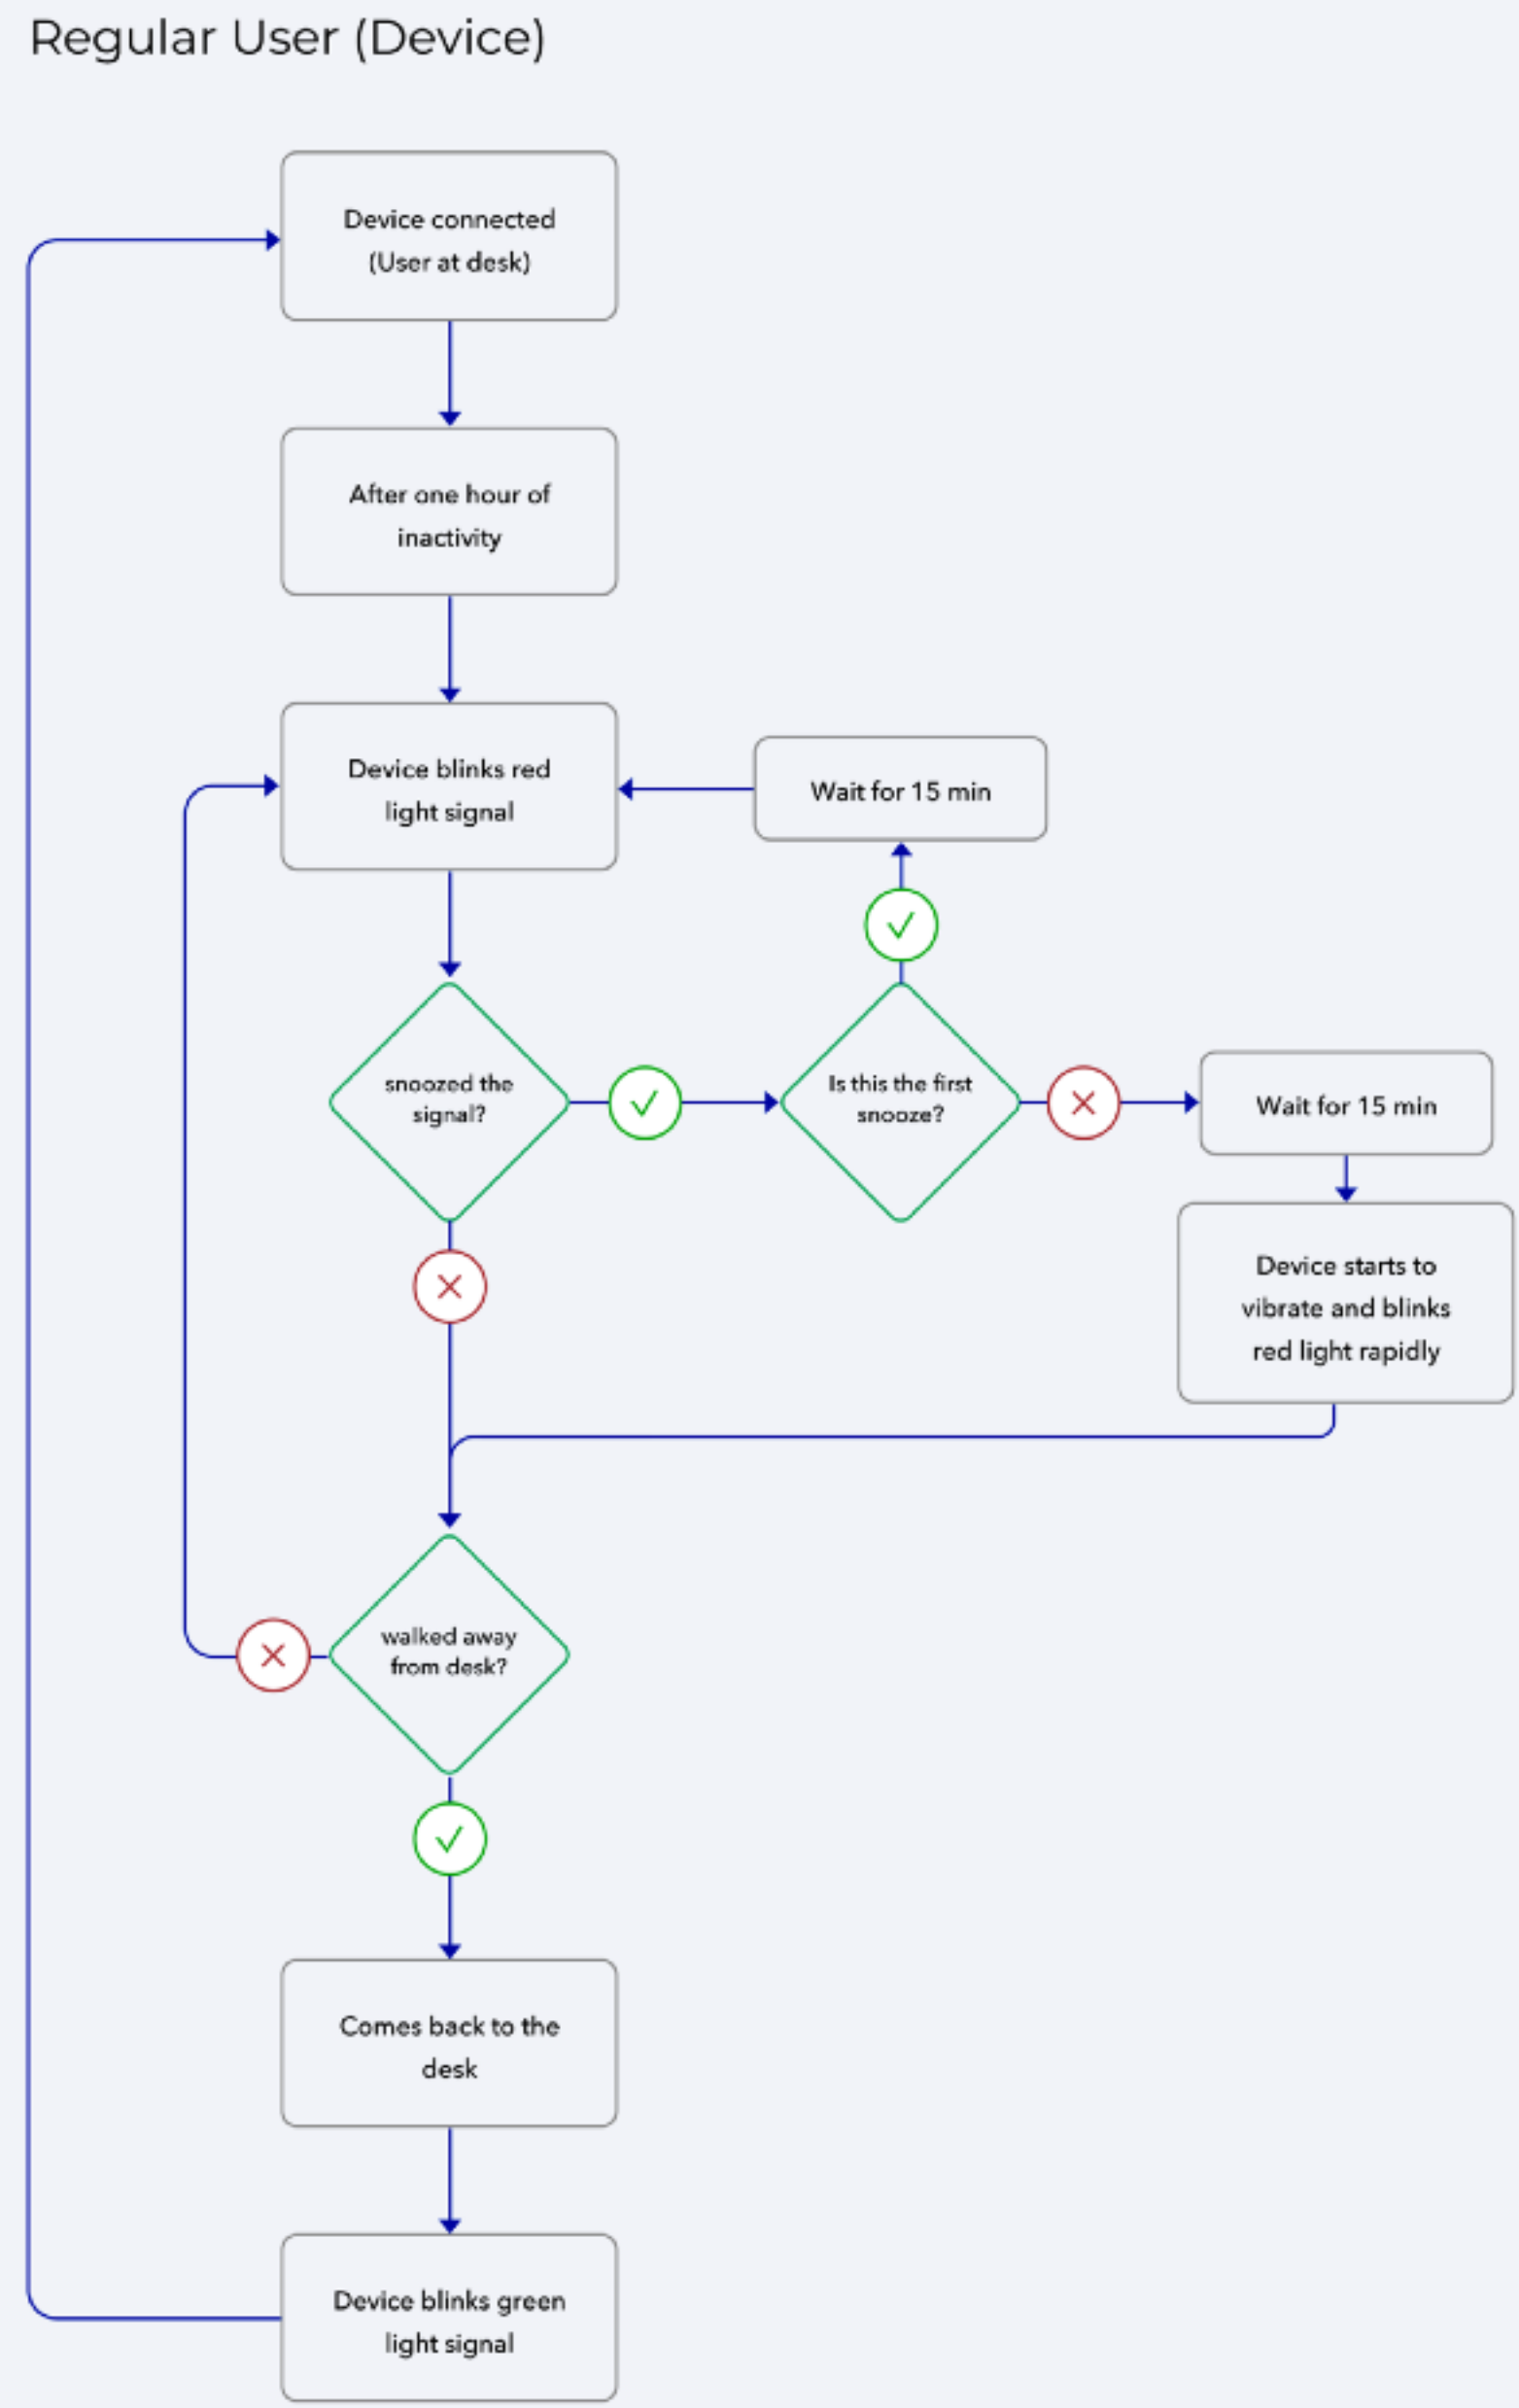 Regular User (Device)
Device connected
(User at desk)
After one hour of
inactivity
Device blinks red
light signal
Wait for 15 min
snoozed the
signal?
Is this the first
snooze?
Wait for 15 min
Device starts to
vibrate and blinks
red light rapidly
walked away
from desk?
Comes back to the
desk
Device blinks green
light signal